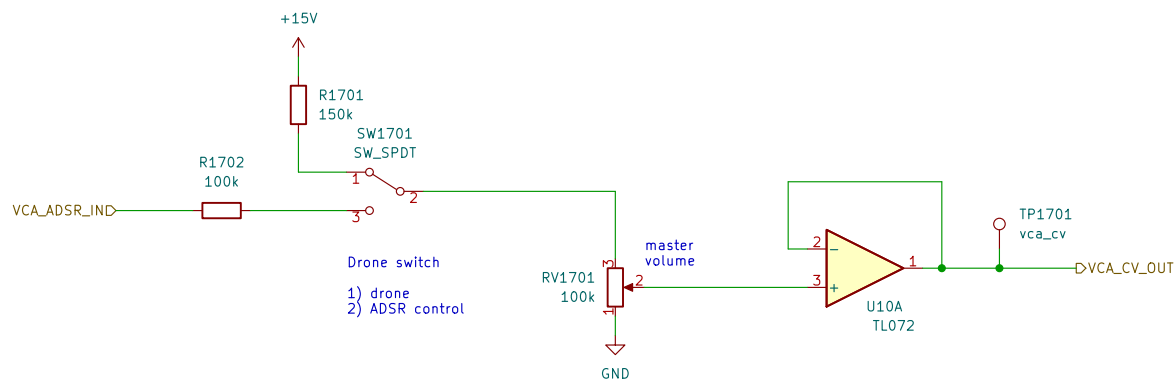 +15V
R1701
150k
SW1701
SW_SPDT
1
2
3
R1702
100k
VCA_ADSR_IN
Drone switch
1) drone
2) ADSR control
master
volume
RV1701
100k
3
2
1
GND
2
3
1
U10A
TL072
TP1701
vca_cv
VCA_CV_OUT